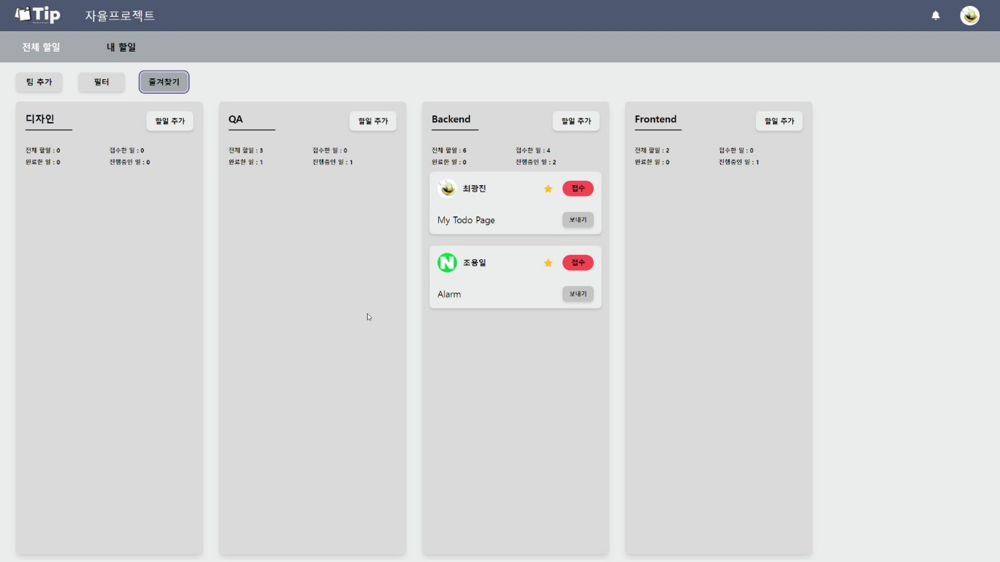 Tip 자율프로젝트
전체 할일 내 할일
팀 추가 필터 즐겨찾기
디자인 할일 추가
전체 할일 : 0 접수한 일 : 0
완료한 일 : 0 진행중인 일 : 0
QA 할일 추가
전체 할일 : 3 접수한 일 : 0
완료한 일 : 1 진행중인 일 : 1
Backend 할일 추가
전체 할일 : 6 접수한 일 : 4
완료한 일 : 0 진행중인 일 : 2
최광진 접수
My Todo Page 보내기
N 조용일 접수
Alarm 보내기
Frontend 할일 추가
전체 할일 : 2 접수한 일 : 0
완료한 일 : 0 진행중인 일 : 1